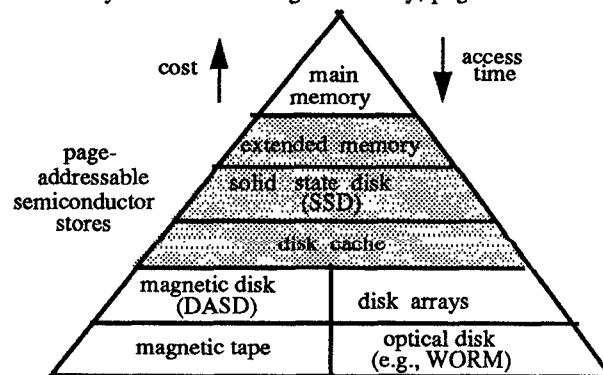 cost
access
time
main
memory
page-
addressable
semiconductor
stores
extended memory
solid state disk
(SSD)
disk cache
magnetic disk
(DASD)
disk arrays
magnetic tape
optical disk
(e.g., WORM)